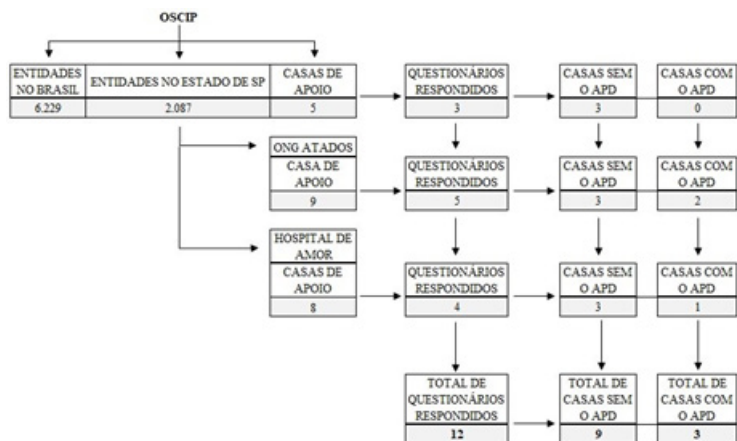 OSCIP
ENTIDADES
NO BRASIL
6.229
ENTIDADES NO ESTADO DE SP
2.087
CASAS DE
APOIO
5
QUESTIONÁRIOS
RESPONDIDOS
3
CASAS SEM
O APD
3
CASAS COM
O APD
0
ONG ATADOS
CASA DE
APOIO
9
QUESTIONÁRIOS
RESPONDIDOS
5
CASAS SEM
O APD
3
CASAS COM
O APD
2
HOSPITAL DE
AMOR
CASAS DE
APOIO
8
QUESTIONÁRIOS
RESPONDIDOS
4
CASAS SEM
O APD
3
CASAS COM
O APD
1
TOTAL DE
QUESTIONÁRIOS
RESPONDIDOS
12
TOTAL DE
CASAS SEM O
APD
9
TOTAL DE
CASAS COM O
APD
3